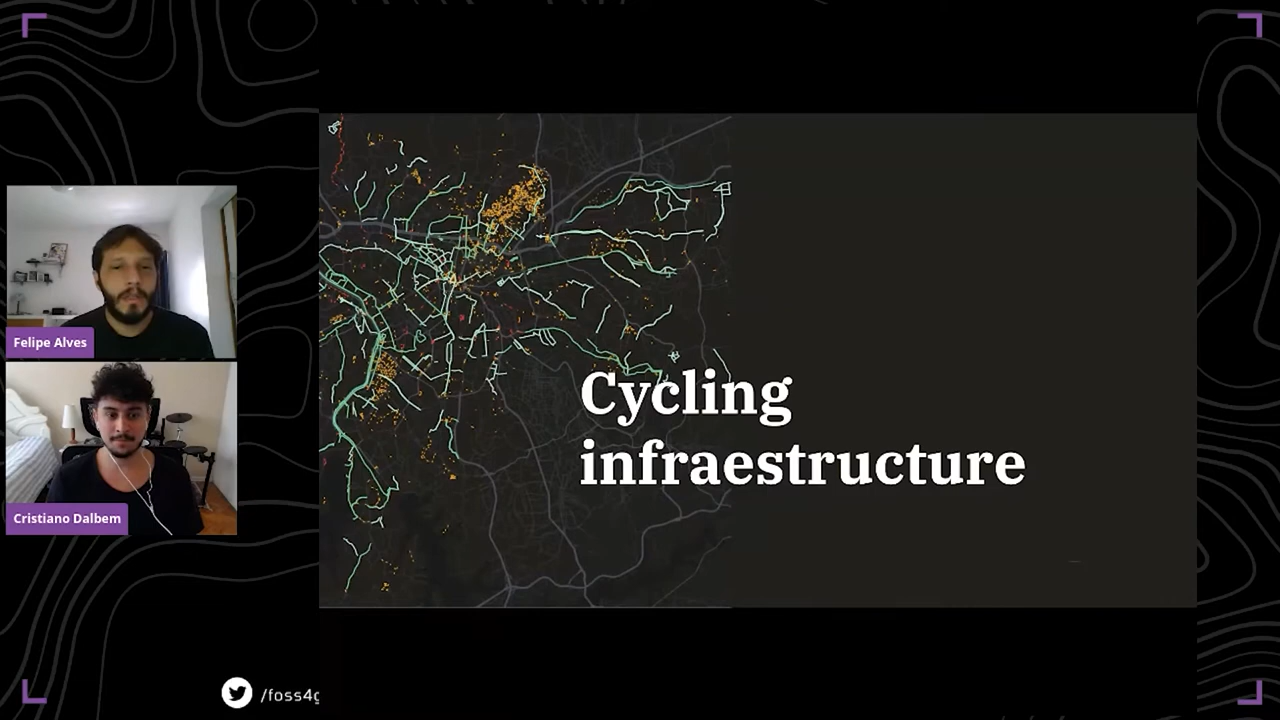 Felipe Alves
Cristiano Dalbem
Cycling
infraestructure
/foss4g